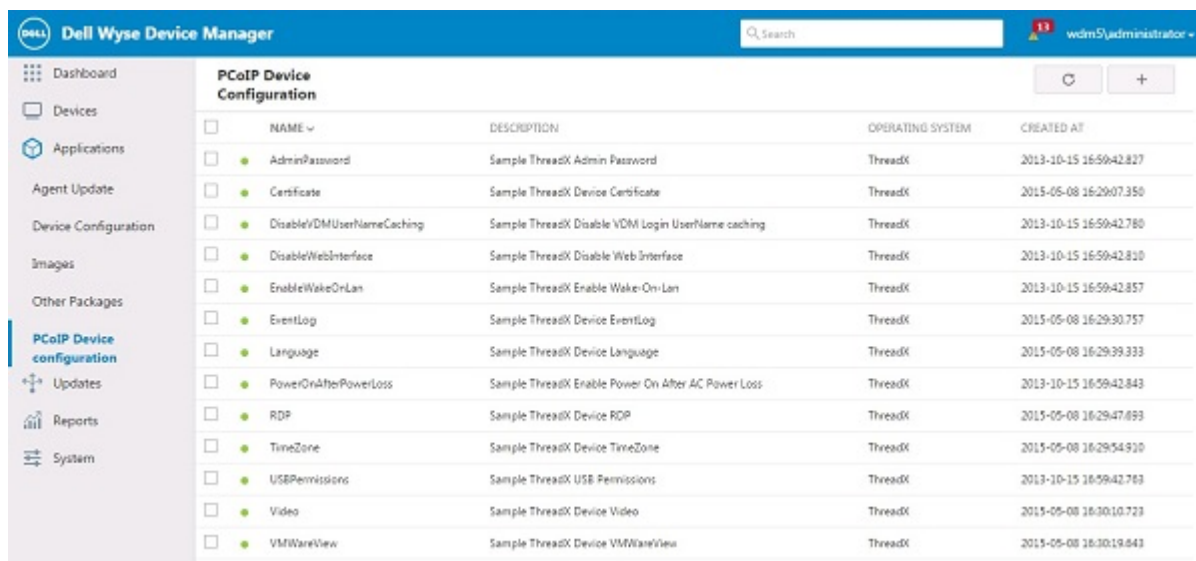 DELL Dell Wyse Device Manager
Search
13
wdm5\administrator
Dashboard
Devices
Applications
Agent Update
Device Configuration
Images
Other Packages
PCoIP Device
configuration
Updates
Reports
System
PCoIP Device
Configuration
NAME DESCRIPTION OPERATING SYSTEM CREATED AT
AdminPassword Sample ThreadX Admin Password ThreadX 2013-10-15 16:59:42.827
Certificate Sample ThreadX Device Certificate ThreadX 2015-05-08 16:29:07.350
DisableVDMUserNameCaching Sample ThreadX Disable VDM Login UserName caching ThreadX 2013-10-15 16:59:42.780
DisableWebInterface Sample ThreadX Disable Web Interface ThreadX 2013-10-15 16:59:42.810
EnableWakeOnLan Sample ThreadX Enable Wake-On-Lan ThreadX 2013-10-15 16:59:42.857
EventLog Sample ThreadX Device EventLog ThreadX 2015-05-08 16:29:30.757
Language Sample ThreadX Device Language ThreadX 2015-05-08 16:29:39.333
PowerOnAfterPowerLoss Sample ThreadX Enable Power On After AC Power Loss ThreadX 2013-10-15 16:59:42.843
RDP Sample ThreadX Device RDP ThreadX 2015-05-08 16:29:47.693
TimeZone Sample ThreadX Device TimeZone ThreadX 2015-05-08 16:29:54.910
USBPermissions Sample ThreadX USB Permissions ThreadX 2013-10-15 16:59:42.763
Video Sample ThreadX Device Video ThreadX 2015-05-08 16:30:10.723
VMWareView Sample ThreadX Device VMWareView ThreadX 2015-05-08 16:30:19.643